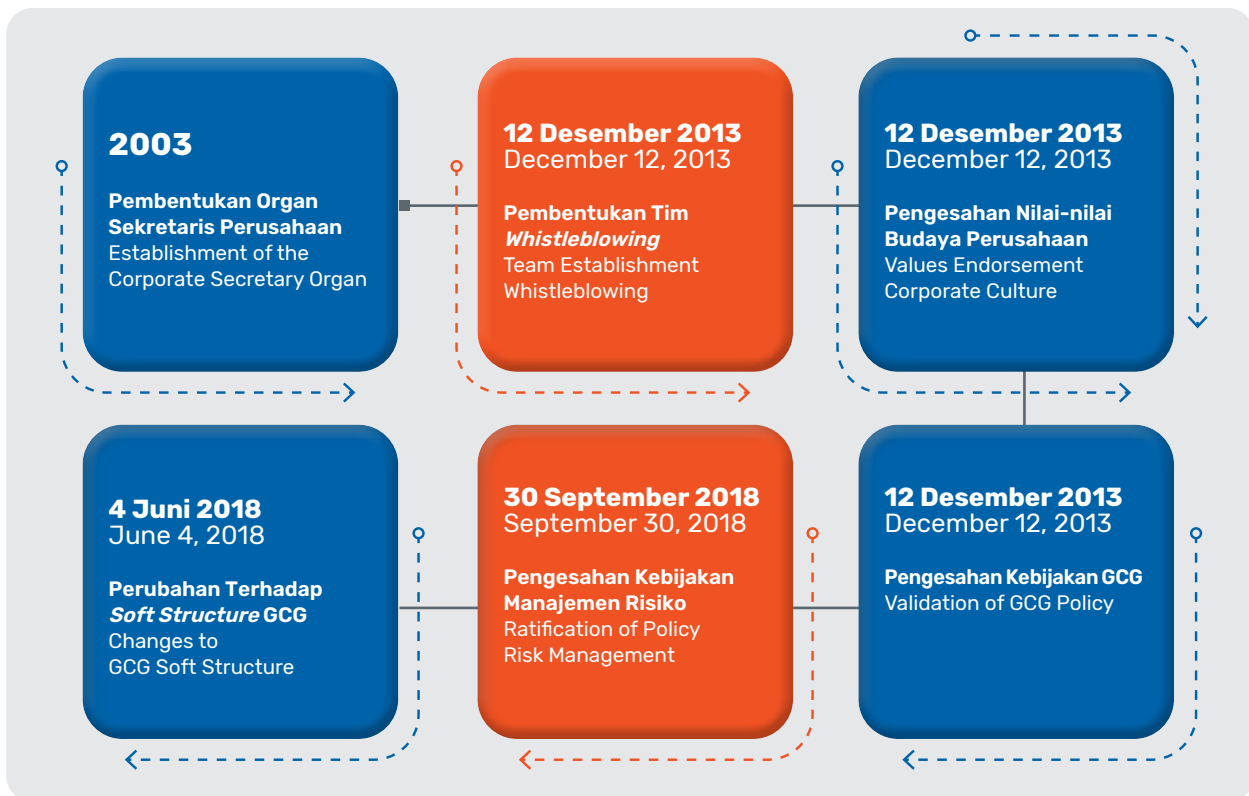 2003
Pembentukan Organ
Sekretaris Perusahaan
Establishment of the
Corporate Secretary Organ
12 Desember 2013
December 12, 2013
Pembentukan Tim
Whistleblowing
Team Establishment
Whistleblowing
12 Desember 2013
December 12, 2013
Pengesahan Nilai-nilai
Budaya Perusahaan
Values Endorsement
Corporate Culture
12 Desember 2013
December 12, 2013
Pengesahan Kebijakan GCG
Validation of GCG Policy
30 September 2018
September 30, 2018
Pengesahan Kebijakan
Manajemen Risiko
Ratification of Policy
Risk Management
4 Juni 2018
June 4, 2018
Perubahan Terhadap
Soft Structure GCG
Changes to
GCG Soft Structure